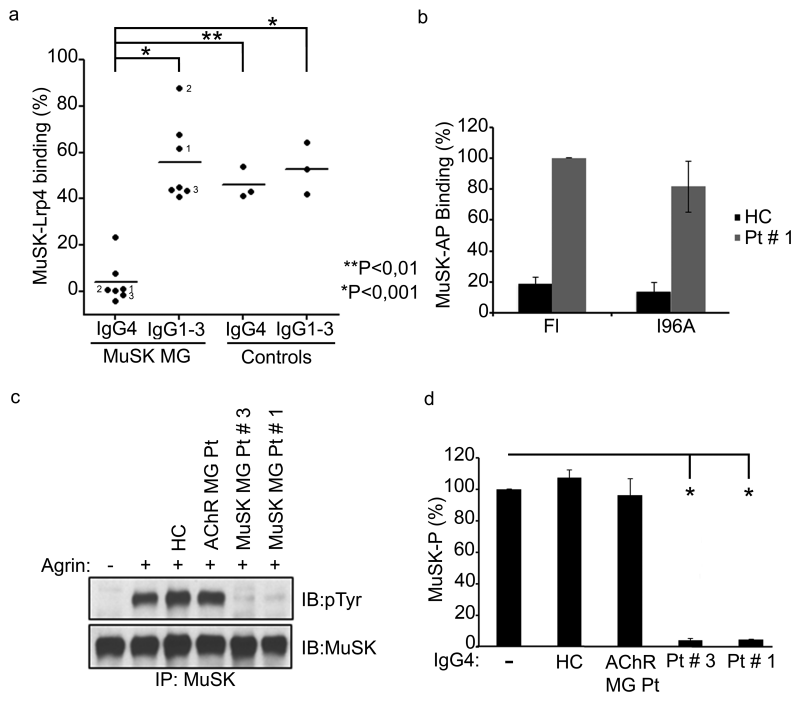 a
*
**
*
MuSK-Lrp4 binding (%)
100
80
60
40
20
0
2
1
3
2
1
3
**P<0,01
*P<0,001
IgG4 IgG1-3 IgG4 IgG1-3
MuSK MG Controls
b
MuSK-AP Binding (%)
120
100
80
60
40
20
0
HC
Pt # 1
FI I96A
c
HC
AChR MG Pt
MuSK MG Pt # 3
MuSK MG Pt # 1
Agrin: - + + + + +
IB:pTyr
IB:MuSK
IP: MuSK
d
MuSK-P (%)
120
100
80
60
40
20
0
* *
IgG4: - HC AChR MG Pt Pt # 3 Pt # 1